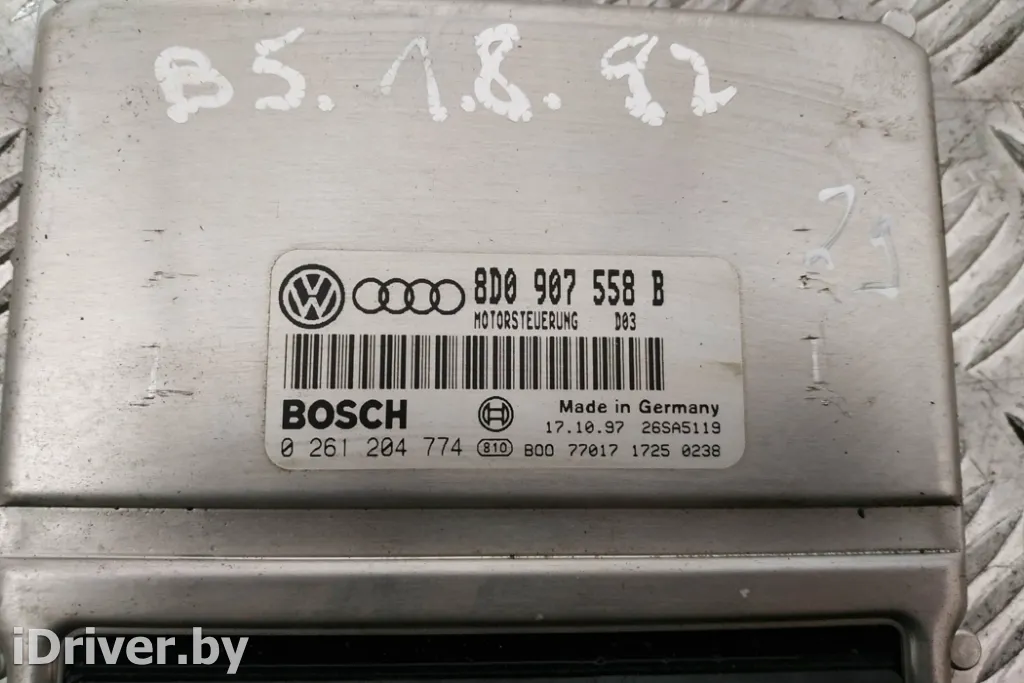 B5. 1.8. 92
8D0 907 558 B
MOTORSTEUERUNG D03
BOSCH
Made in Germany
17.10.97 26SA5119
0 261 204 774 810 B00 77017 1725 0238
iDriver.by